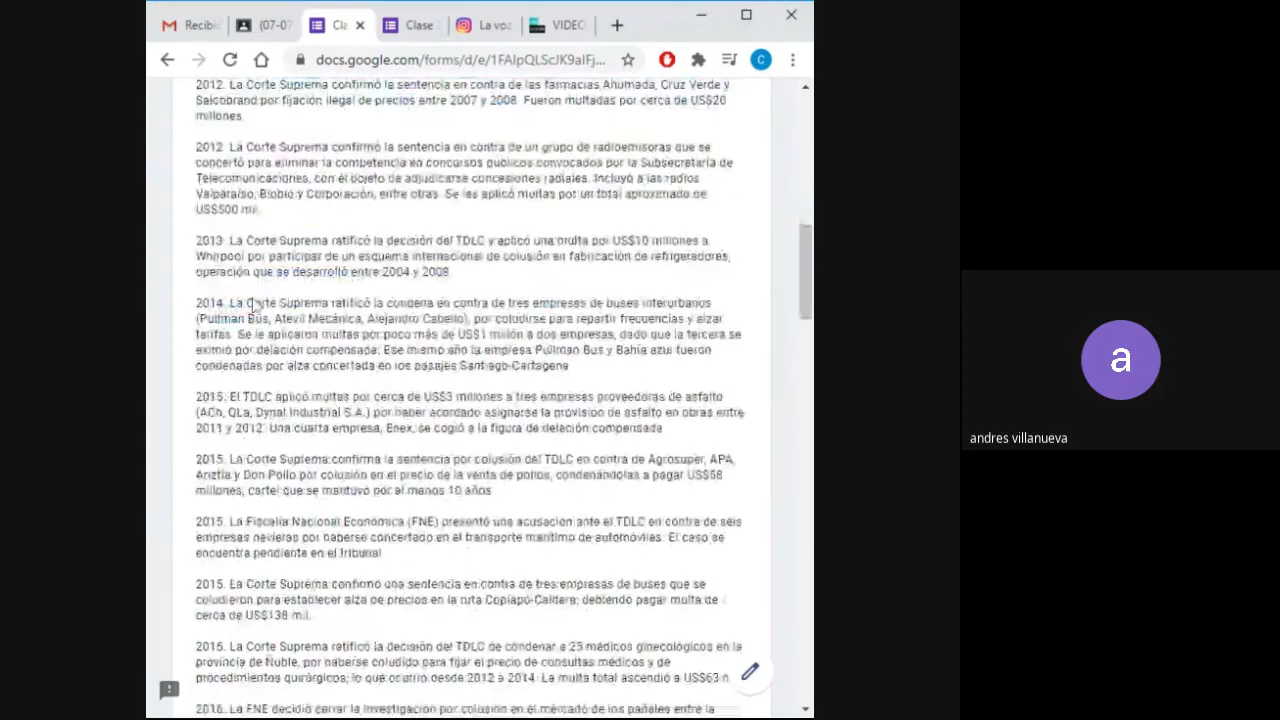 Recibi
(07-07
Cla
Clase
La voz
VIDEO
docs.google.com/forms/d/e/1FAIpQLScJK9aIFj...
C
2012. La Corte Suprema confirmó la sentencia en contra de las farmacias Ahumada, Cruz Verde y
Salcobrand por fijación ilegal de precios entre 2007 y 2008. Fueron multadas por cerca de US$20
millones.
2012. La Corte Suprema confirmó la sentencia en contra de un grupo de radioemisoras que se
concertó para eliminar la competencia en concursos públicos convocados por la Subsecretaría de
Telecomunicaciones, con el objeto de adjudicarse concesiones radiales. Incluyó a las radios
Valparaíso, Biobío y Corporación, entre otras. Se les aplicó multas por un total aproximado de
US$500 mil.
2013. La Corte Suprema ratificó la decisión del TDLC y aplicó una multa por US$10 millones a
Whirpool por participar de un esquema internacional de colusión en fabricación de refrigeradores,
operación que se desarrolló entre 2004 y 2008.
2014. La Corte Suprema ratificó la condena en contra de tres empresas de buses interurbanos
(Pullman Bus, Atevil Mecánica, Alejandro Cabello), por coludirse para repartir frecuencias y alzar
tarifas. Se le aplicaron multas por poco más de US$1 millón a dos empresas, dado que la tercera se
eximió por delación compensada. Ese mismo año la empresa Pullman Bus y Bahía azul fueron
condenadas por alza concertada en los pasajes Santiago-Cartagena
2015. El TDLC aplicó multas por cerca de US$3 millones a tres empresas proveedoras de asfalto
(ACh, QLa, Dynal Industrial S.A.) por haber acordado asignarse la provisión de asfalto en obras entre
2011 y 2012. Una cuarta empresa, Enex, se cogió a la figura de delación compensada
2015. La Corte Suprema confirma la sentencia por colusión del TDLC en contra de Agrosuper, APA,
Ariztía y Don Pollo por colusión en el precio de la venta de pollos, condenándolas a pagar US$58
millones, cartel que se mantuvo por al menos 10 años
2015. La Fiscalía Nacional Económica (FNE) presentó una acusación ante el TDLC en contra de seis
empresas navieras por haberse concertado en el transporte marítimo de automóviles. El caso se
encuentra pendiente en el tribunal
2015. La Corte Suprema confirmó una sentencia en contra de tres empresas de buses que se
coludieron para establecer alza de precios en la ruta Copiapó-Caldera, debiendo pagar multa de
cerca de US$138 mil.
La Corte Suprema ratificó la decisión del TDLC de condenar a 25 médicos ginecológicos en la
provincia de Ñuble, por haberse coludido para fijar el precio de consultas médicos y de
procedimientos quirúrgicos, lo que ocurrió desde 2012 a 2014. La multa total ascendió a US$63
2016. La FNE decidió cerrar la investigación por colusión en el mercado de los pañales entre la
a
andres villanueva